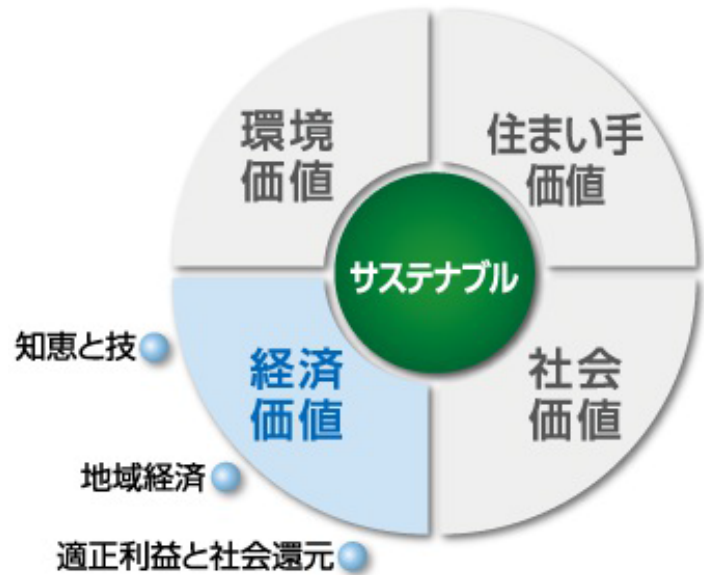 環境
価値
住まい手
価値
サステナブル
知恵と技
経済
価値
社会
価値
地域経済
適正利益と社会還元